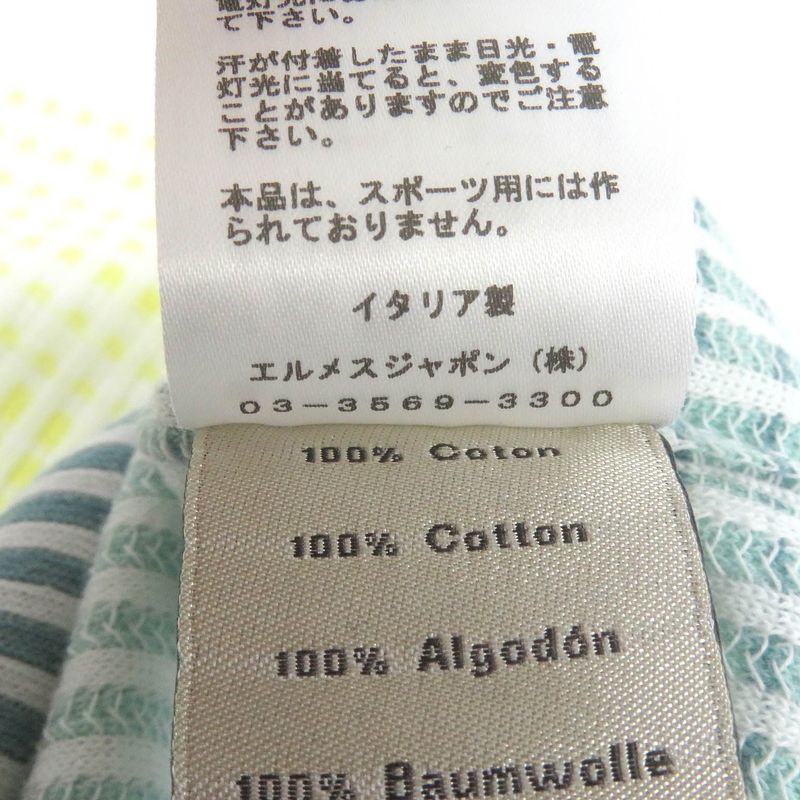 て下さい。
汗が付着したまま日光・電
灯光に当てると、変色する
ことがありますのでご注意
下さい。
本品は、スポーツ用には作
られておりません。
イタリア製
エルメスジャポン（株）
03-3569-3300
100% Coton
100% Cotton
100% Algodón
100% Baumwolle